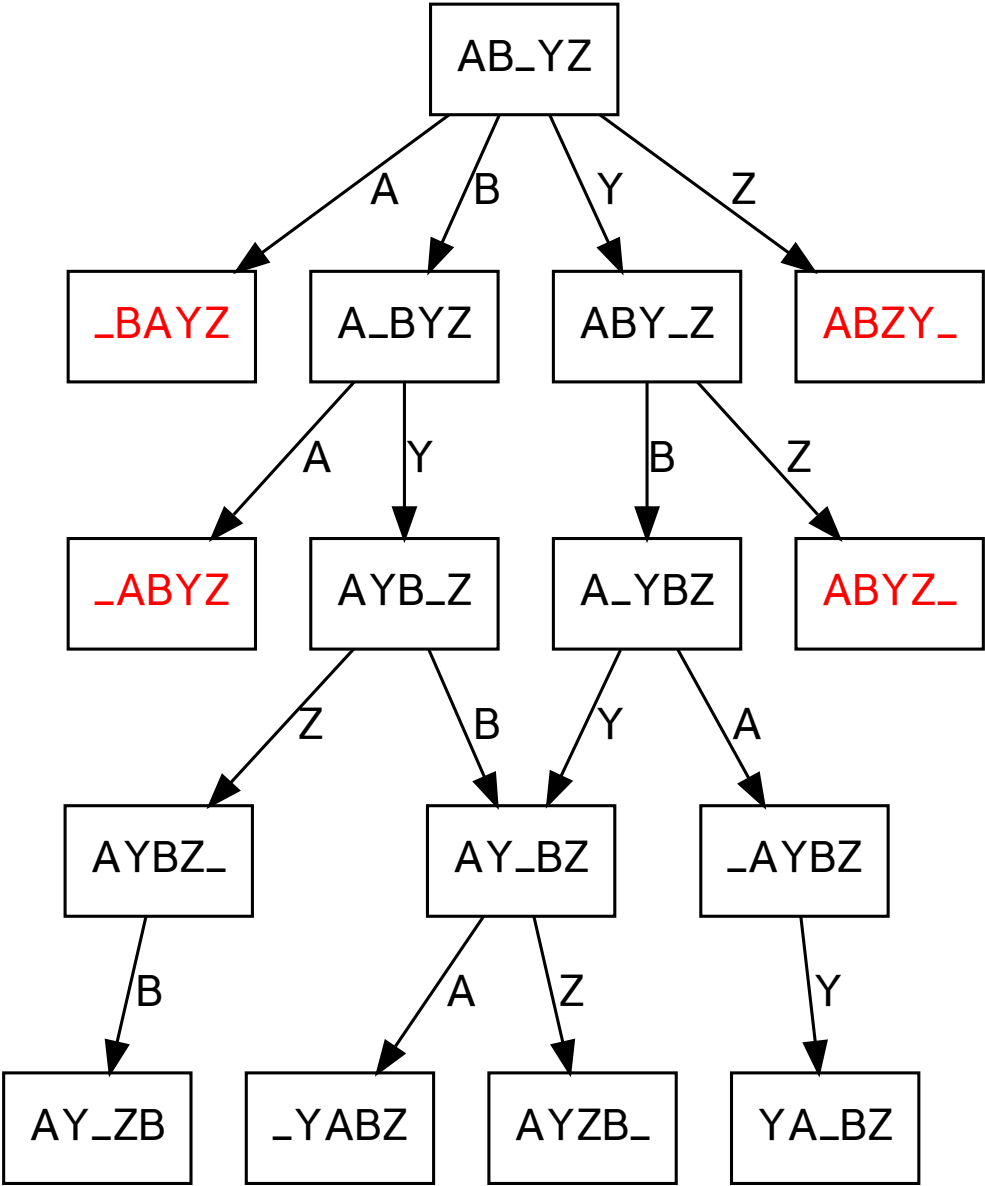 AB_YZ
A
B
Y
Z
_BAYZ
A_BYZ
ABY_Z
ABZY_
A
Y
B
Z
_ABYZ
AYB_Z
A_YBZ
ABYZ_
Z
B
Y
A
AYBZ_
AY_BZ
_AYBZ
B
A
Z
Y
AY_ZB
_YABZ
AYZB_
YA_BZ